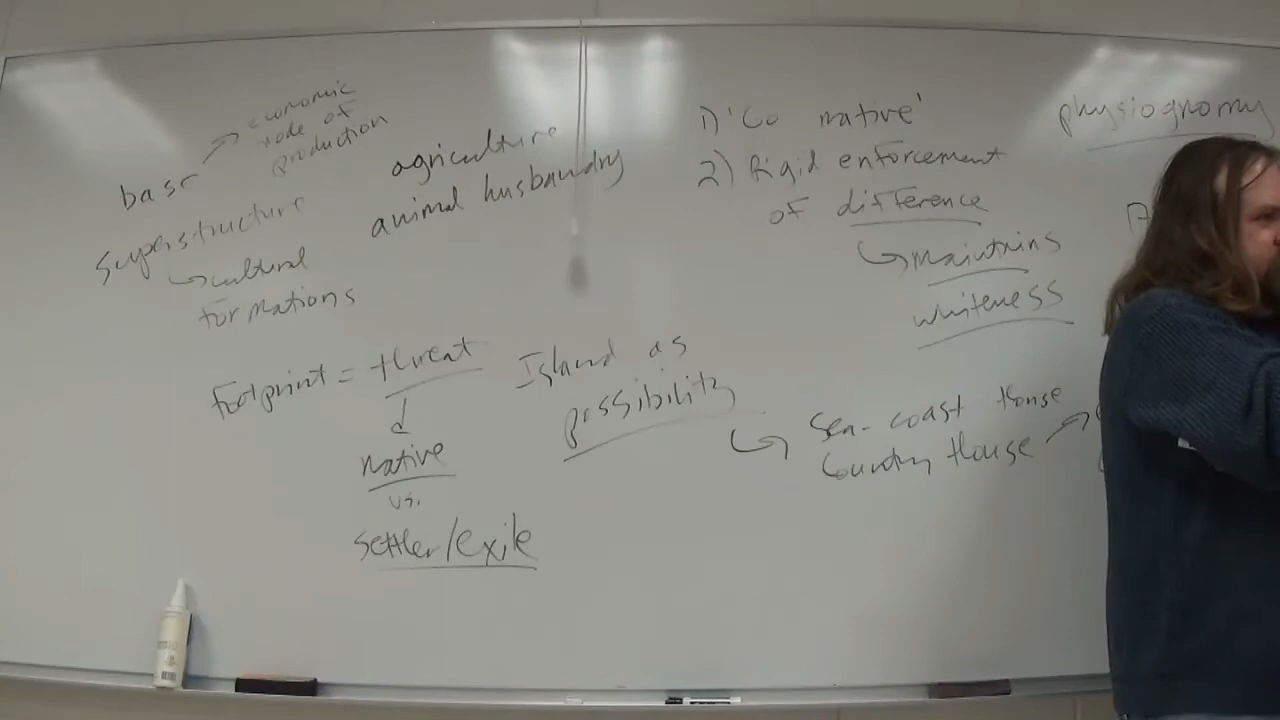 base → economic
mode of
production
superstructure
↳ cultural
formations
agriculture
animal husbandry
footprint = threat
↓
native
vs.
settler/exile
Island as
possibility
↳ Sea-coast House
Country House →
1) 'Go native'
2) Rigid enforcement
of difference
↳ maintains
whiteness
physiognomy